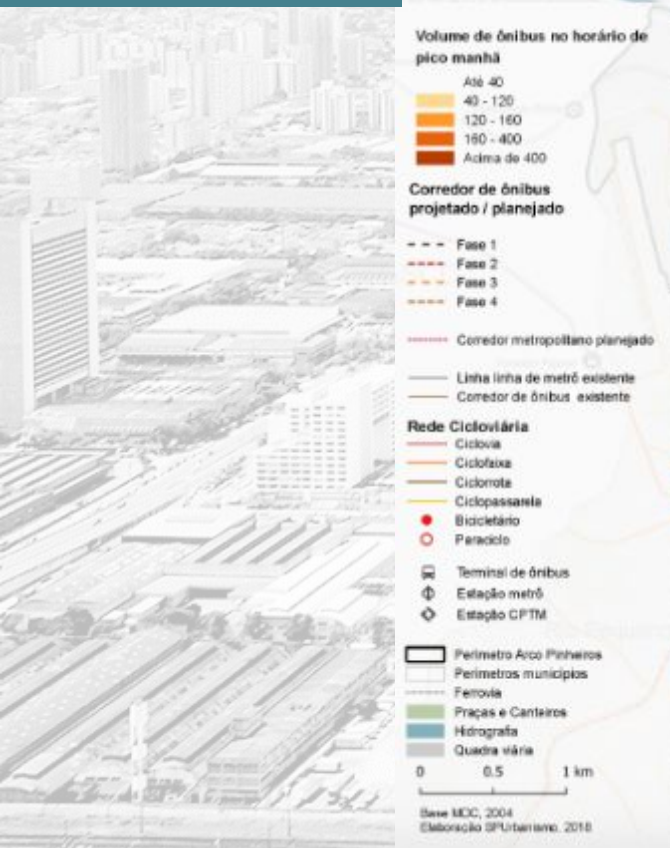 Volume de ônibus no horário de
pico manhã
Até 40
40 - 120
120 - 160
160 - 400
Acima de 400
Corredor de ônibus
projetado / planejado
Fase 1
Fase 2
Fase 3
Fase 4
Corredor metropolitano planejado
Linha linha de metrô existente
Corredor de ônibus existente
Rede Cicloviária
Ciclovia
Ciclofaixa
Ciclorrota
Ciclopassarela
Bicicletário
Paraciclo
Terminal de ônibus
Estação metrô
Estação CPTM
Perímetro Arco Pinheiros
Perímetros municípios
Ferrovia
Praças e Canteiros
Hidrografia
Quadra viária
0 0.5 1 km
Base MDC, 2004
Elaboração SPUrbanismo, 2018